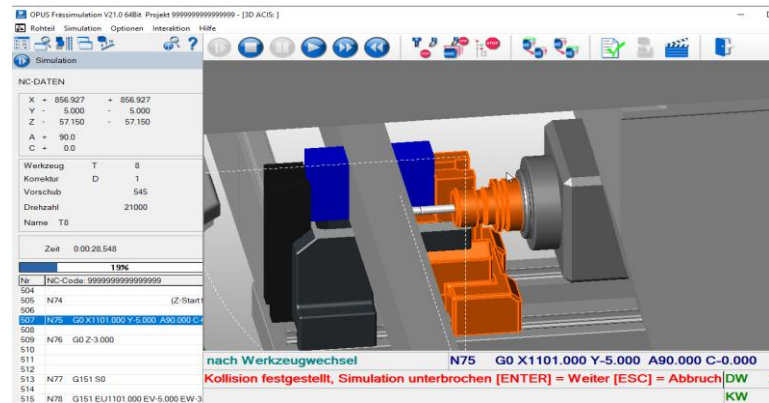 OPUS Frässimulation V21.0 64Bit Projekt 9999999999999999 - [3D ACIS: ]
Rohteil Simulation Optionen Interaktion Hilfe
Simulation
NC-DATEN
X + 856.927 + 856.927
Y - 5.000 - 5.000
Z - 57.150 - 57.150
A + 90.0
C + 0.0
Werkzeug T 8
Korrektur D 1
Vorschub 545
Drehzahl 21000
Name T8
Zeit 0:00:28,548
19%
Nr NC-Code: 9999999999999999
504
505 N74 (Z-Start
506
507 N75 G0 X1101.000 Y-5.000 A90.000 C-
508
509 N76 G0 Z-3.000
510
511
512
513 N77 G151 S0
514
515 N78 G151 EU1101.000 EV-5.000 EW-3
STOP
STOP
nach Werkzeugwechsel N75 G0 X1101.000 Y-5.000 A90.000 C-0.000
Kollision festgestellt, Simulation unterbrochen [ENTER] = Weiter [ESC] = Abbruch DW
KW